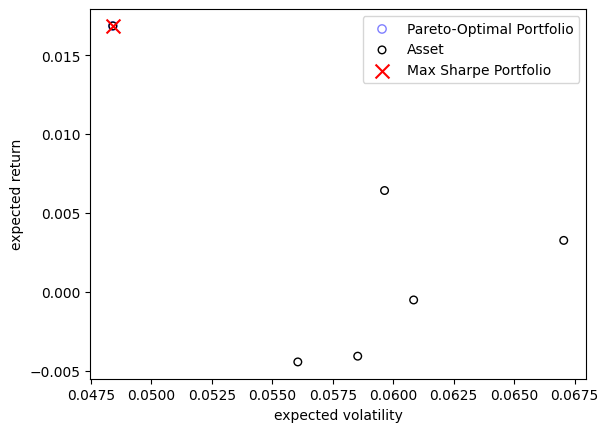 Pareto-Optimal Portfolio
Asset
Max Sharpe Portfolio
expected return
0.015
0.010
0.005
0.000
−0.005
0.0475 0.0500 0.0525 0.0550 0.0575 0.0600 0.0625 0.0650 0.0675
expected volatility